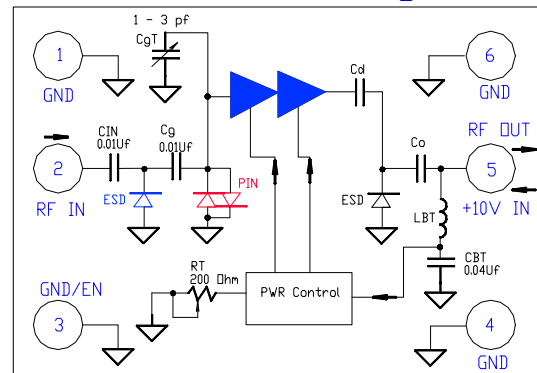 1 - 3 pf
CgT
1
GND
6
GND
Cd
RF OUT
CIN
0.01Uf
Cg
0.01Uf
Co
2
RF IN
ESD
PIN
ESD
5
+10V IN
LBT
CBT
0.04Uf
RT
200 Ohm
PWR Control
GND/EN
3
4
GND